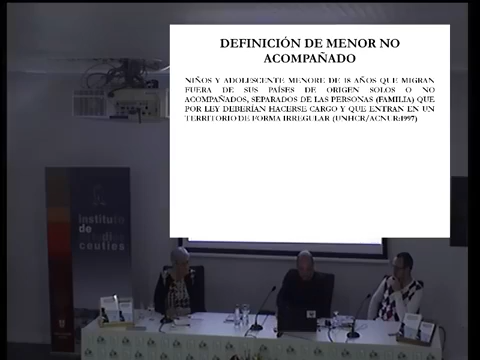 DEFINICIÓN DE MENOR NO
ACOMPAÑADO
NIÑOS Y ADOLESCENTE MENORE DE 18 AÑOS QUE MIGRAN
FUERA DE SUS PAÍSES DE ORIGEN SOLOS O NO
ACOMPAÑADOS, SEPARADOS DE LAS PERSONAS (FAMILIA) QUE
POR LEY DEBERÍAN HACERSE CARGO Y QUE ENTRAN EN UN
TERRITORIO DE FORMA IRREGULAR (UNHCR/ACNUR:1997)
instituto
de estudios
ceutíes